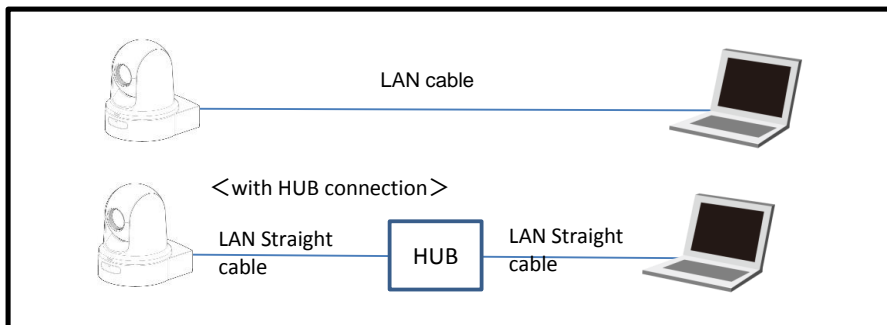 LAN cable
＜with HUB connection＞
LAN Straight
cable
HUB
LAN Straight
cable